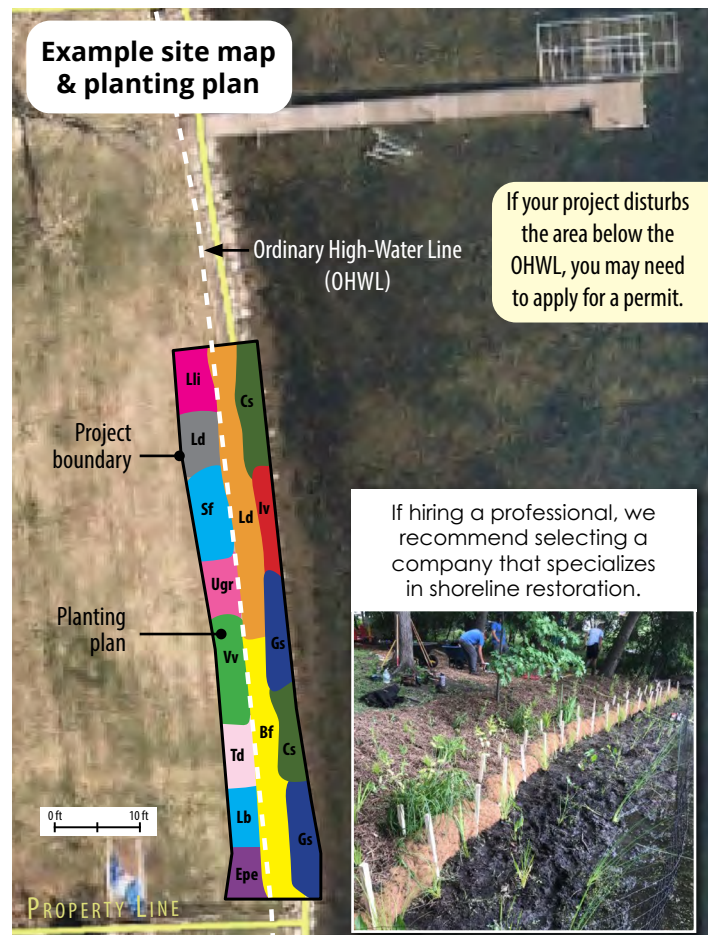 Example site map
& planting plan
Ordinary High-Water Line
(OHWL)
If your project disturbs
the area below the
OHWL, you may need
to apply for a permit.
Lli
Cs
Ld
Project
boundary
Sf
Ld
Iv
Ugr
Planting
plan
Vv
Gs
Bf
Td
Cs
Lb
Gs
Epe
0 ft
10 ft
PROPERTY LINE
If hiring a professional, we
recommend selecting a
company that specializes
in shoreline restoration.